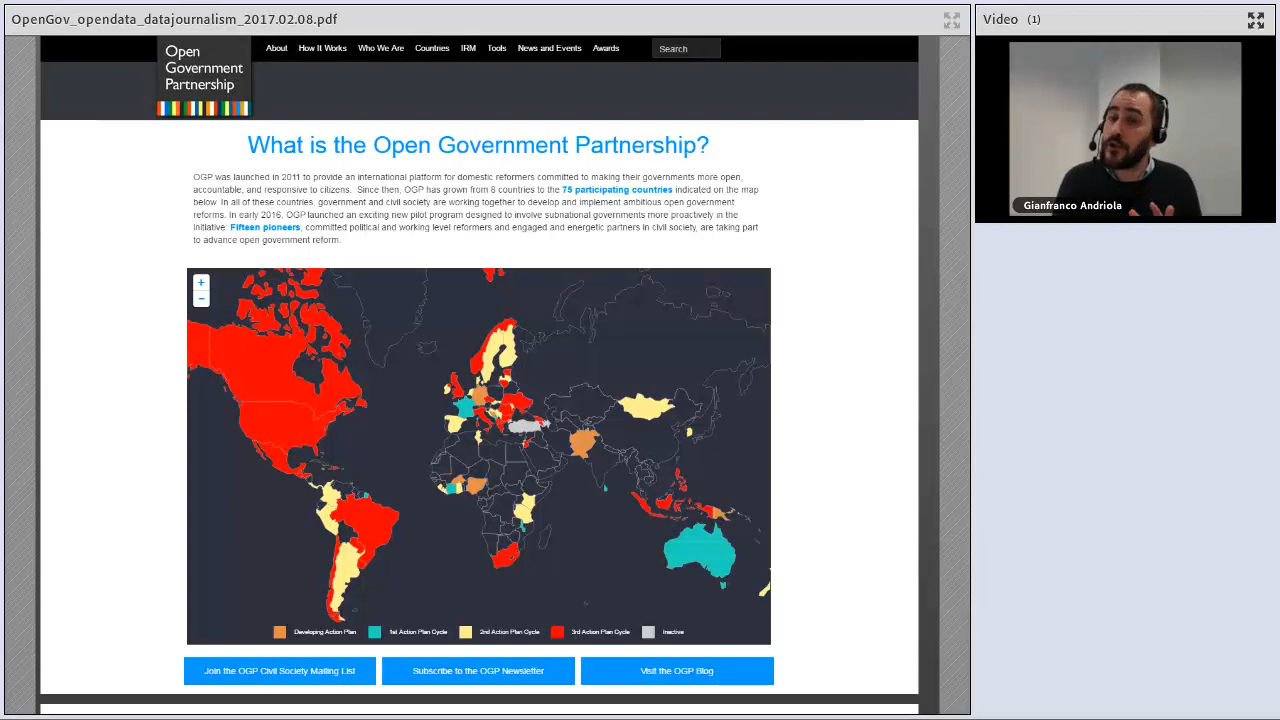 OpenGov_opendata_datajournalism_2017.02.08.pdf
Video (1)
Open
Government
Partnership
About How It Works Who We Are Countries IRM Tools News and Events Awards Search
Gianfranco Andriola
What is the Open Government Partnership?
OGP was launched in 2011 to provide an international platform for domestic reformers committed to making their governments more open,
accountable, and responsive to citizens. Since then, OGP has grown from 8 countries to the 75 participating countries indicated on the map
below. In all of these countries, government and civil society are working together to develop and implement ambitious open government
reforms. In early 2016, OGP launched an exciting new pilot program designed to involve subnational governments more proactively in the
initiative: Fifteen pioneers, committed political and working level reformers and engaged and energetic partners in civil society, are taking part
to advance open government reform.
+
−
Developing Action Plan 1st Action Plan Cycle 2nd Action Plan Cycle 3rd Action Plan Cycle Inactive
Join the OGP Civil Society Mailing List Subscribe to the OGP Newsletter Visit the OGP Blog